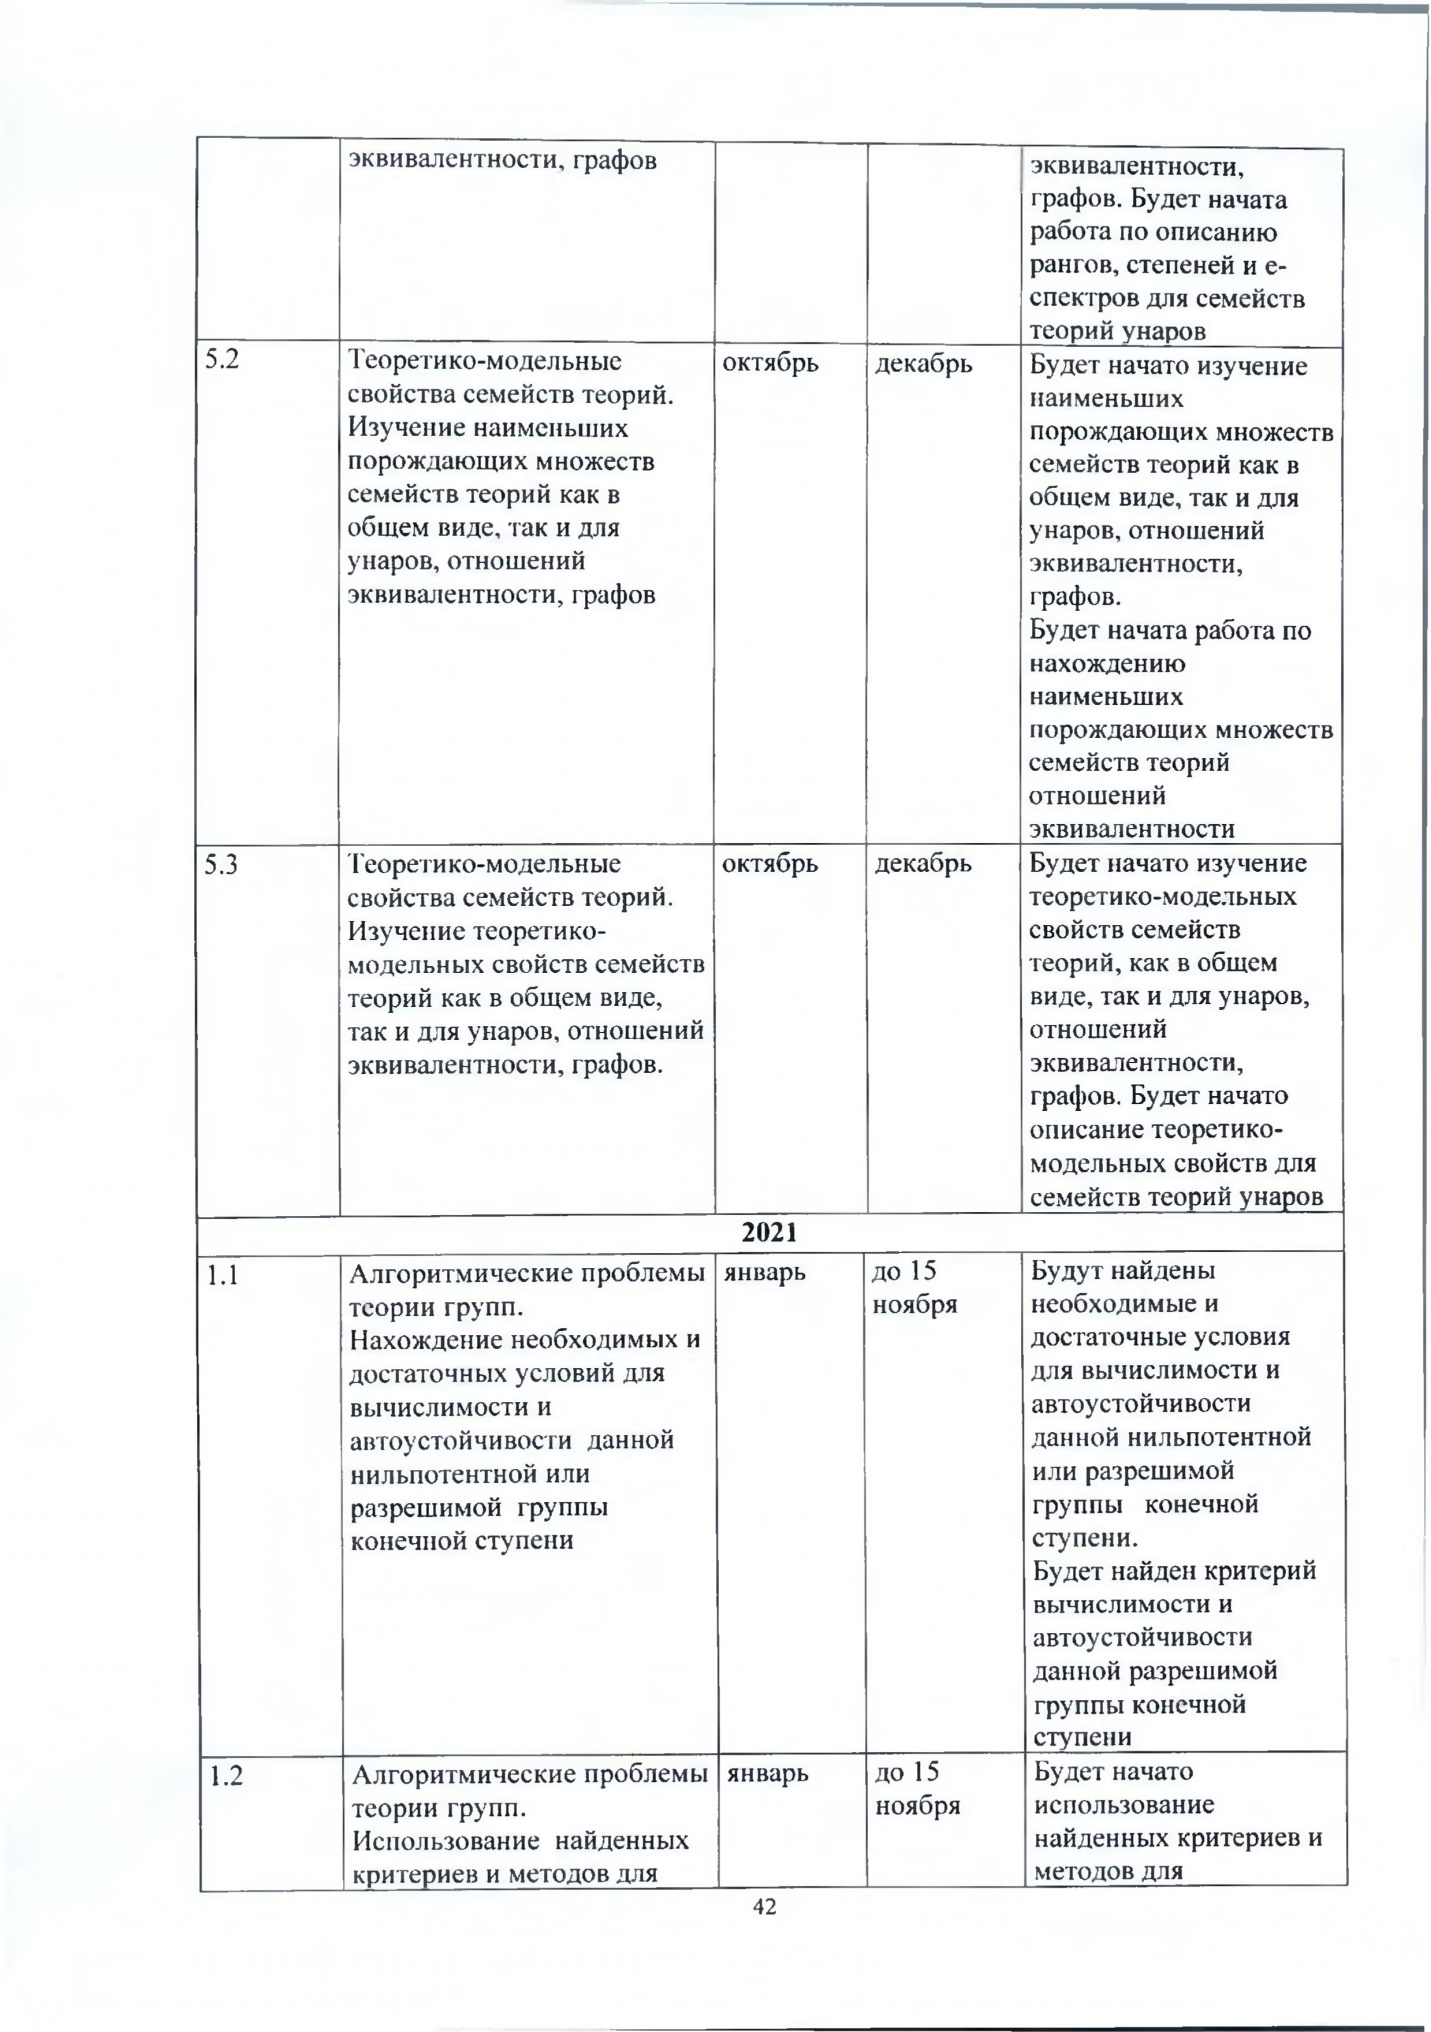 эквивалентности, графов
эквивалентности,
графов. Будет начата
работа по описанию
рангов, степеней и е-
спектров для семейств
теорий унаров
5.2
Теоретико-модельные
свойства семейств теорий.
Изучение наименьших
порождающих множеств
семейств теорий как в
общем виде, так и для
унаров, отношений
эквивалентности, графов
октябрь
декабрь
Будет начато изучение
наименьших
порождающих множеств
семейств теорий как в
общем виде, так и для
унаров, отношений
эквивалентности,
графов.
Будет начата работа по
нахождению
наименьших
порождающих множеств
семейств теорий
отношений
эквивалентности
5.3
Теоретико-модельные
свойства семейств теорий.
Изучение теоретико-
модельных свойств семейств
теорий как в общем виде,
так и для унаров, отношений
эквивалентности, графов.
октябрь
декабрь
Будет начато изучение
теоретико-модельных
свойств семейств
теорий, как в общем
виде, так и для унаров,
отношений
эквивалентности,
графов. Будет начато
описание теоретико-
модельных свойств для
семейств теорий унаров
2021
1.1
Алгоритмические проблемы
теории групп.
Нахождение необходимых и
достаточных условий для
вычислимости и
автоустойчивости данной
нильпотентной или
разрешимой группы
конечной ступени
январь
до 15
ноября
Будут найдены
необходимые и
достаточные условия
для вычислимости и
автоустойчивости
данной нильпотентной
или разрешимой
группы конечной
ступени.
Будет найден критерий
вычислимости и
автоустойчивости
данной разрешимой
группы конечной
ступени
1.2
Алгоритмические проблемы
теории групп.
Использование найденных
критериев и методов для
январь
до 15
ноября
Будет начато
использование
найденных критериев и
методов для
42